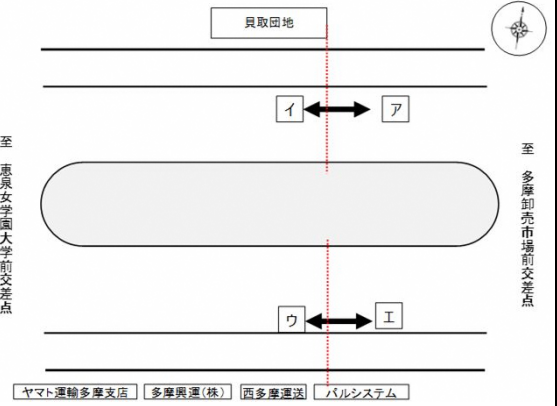 貝取団地
イ
ア
至 恵泉女学園大学前交差点
至 多摩卸売市場前交差点
ウ
エ
ヤマト運輸多摩支店
多摩興運(株)
西多摩運送
パルシステム